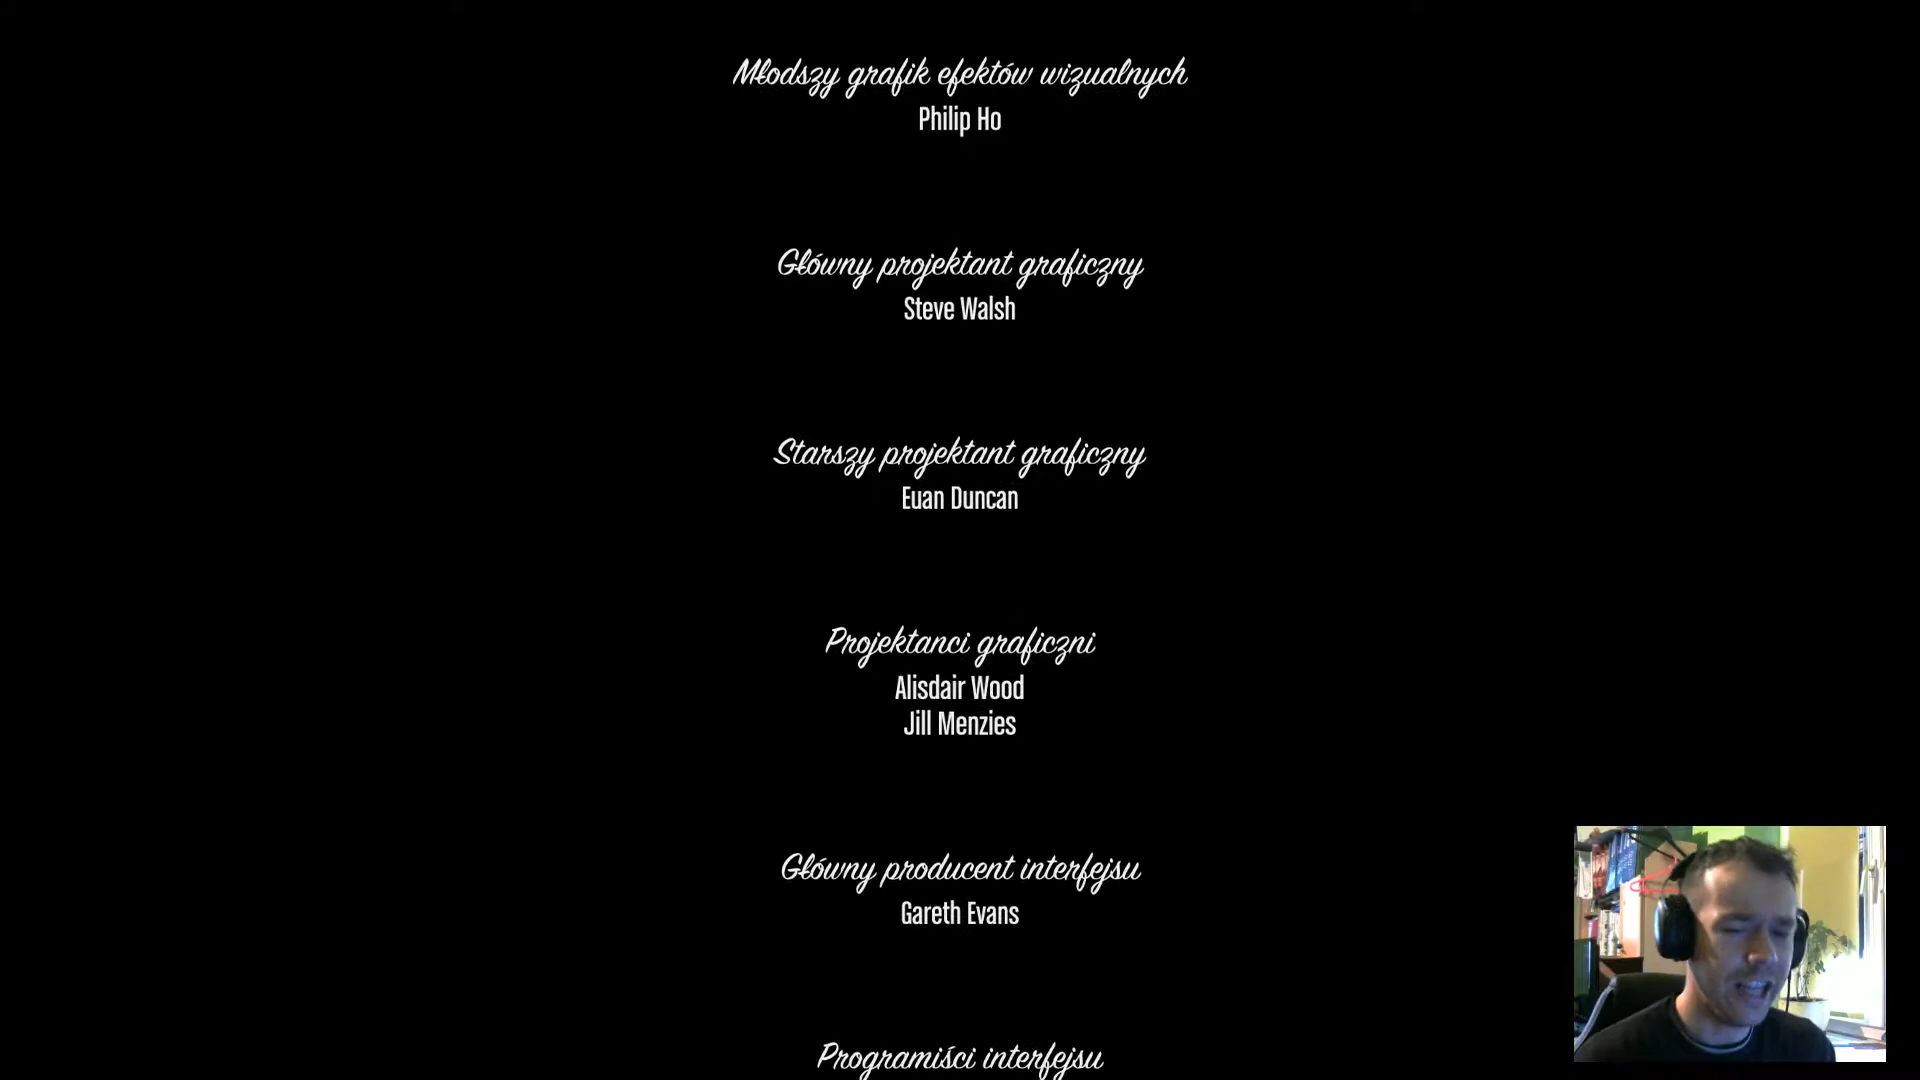 Młodszy grafik efektów wizualnych
Philip Ho
Główny projektant graficzny
Steve Walsh
Starszy projektant graficzny
Euan Duncan
Projektanci graficzni
Alisdair Wood
Jill Menzies
Główny producent interfejsu
Gareth Evans
Programiści interfejsu